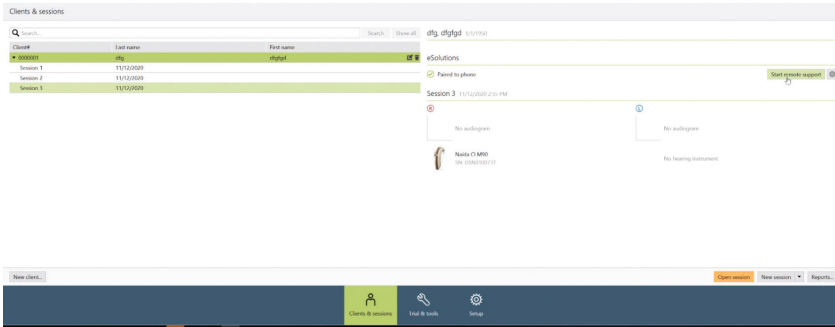 Clients & sessions
Search...
Search
Show all
Client#
Last name
First name
0000001
dfg
dfgfgd
Session 1
11/12/2020
Session 2
11/12/2020
Session 3
11/12/2020
dfg, dfgfgd
eSolutions
Paired to phone
Start remote support
Session 3 11/12/2020 2:55 PM
R
L
No audiogram
No audiogram
Naída CI M90
SN:
No hearing instrument
New client...
Open session
New session
Reports...
Clients & sessions
Trial & tools
Setup